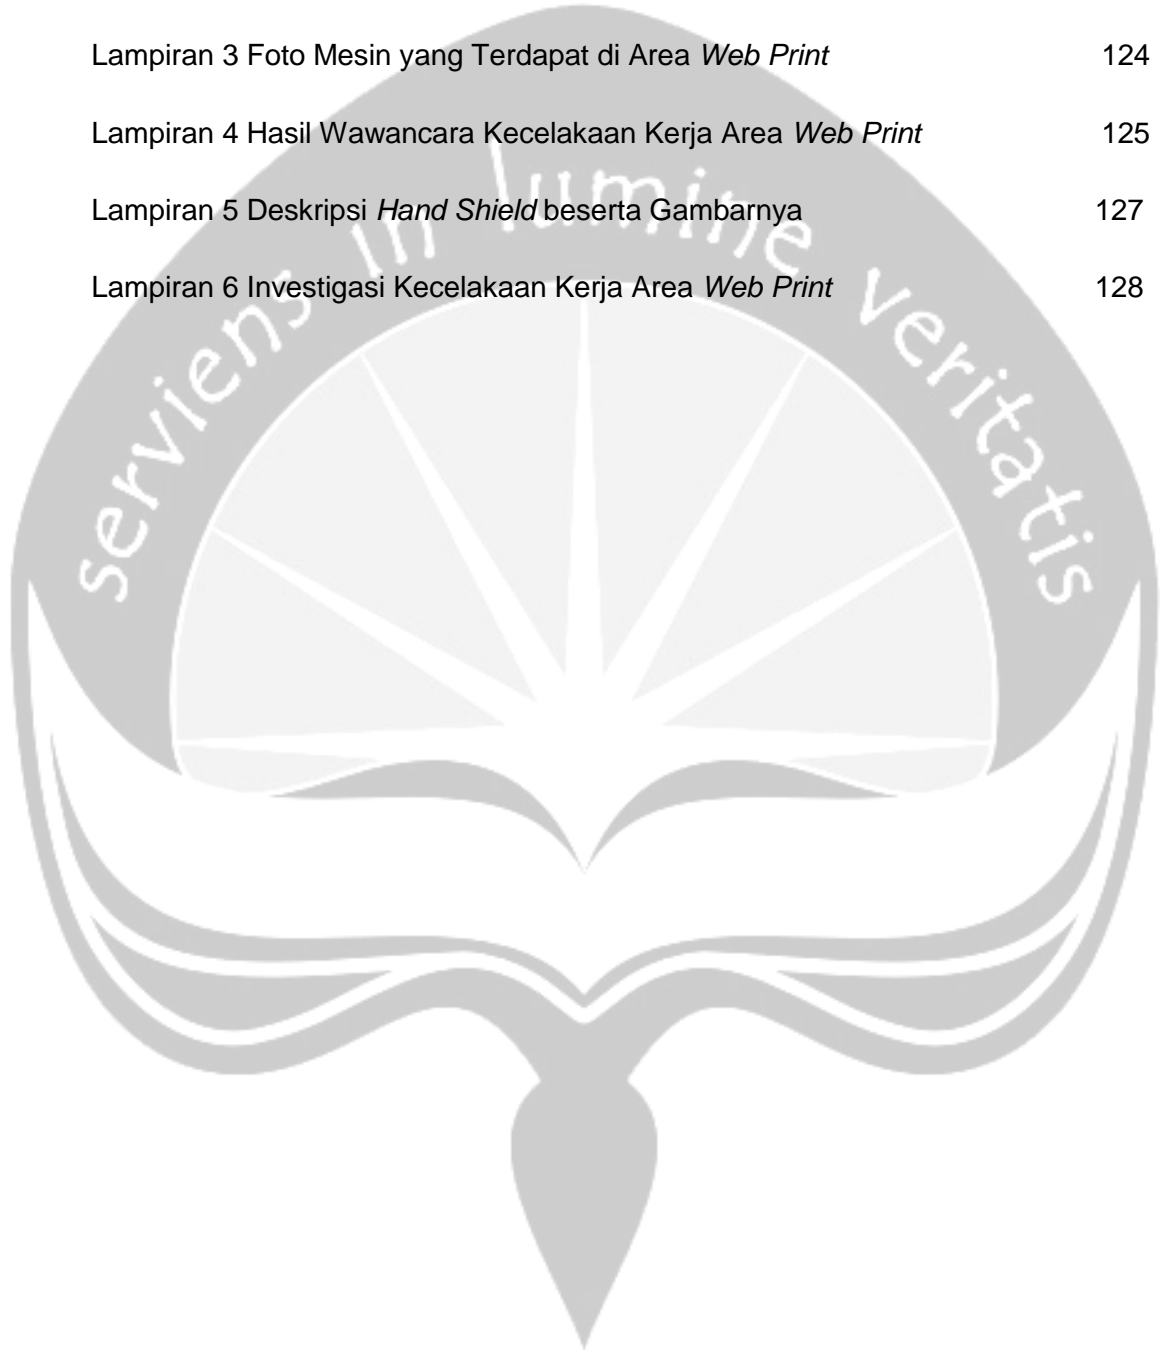 Lampiran 3 Foto Mesin yang Terdapat di Area Web Print 124
Lampiran 4 Hasil Wawancara Kecelakaan Kerja Area Web Print 125
Lampiran 5 Deskripsi Hand Shield beserta Gambarnya 127
Lampiran 6 Investigasi Kecelakaan Kerja Area Web Print 128
serviens in lumine veritatis